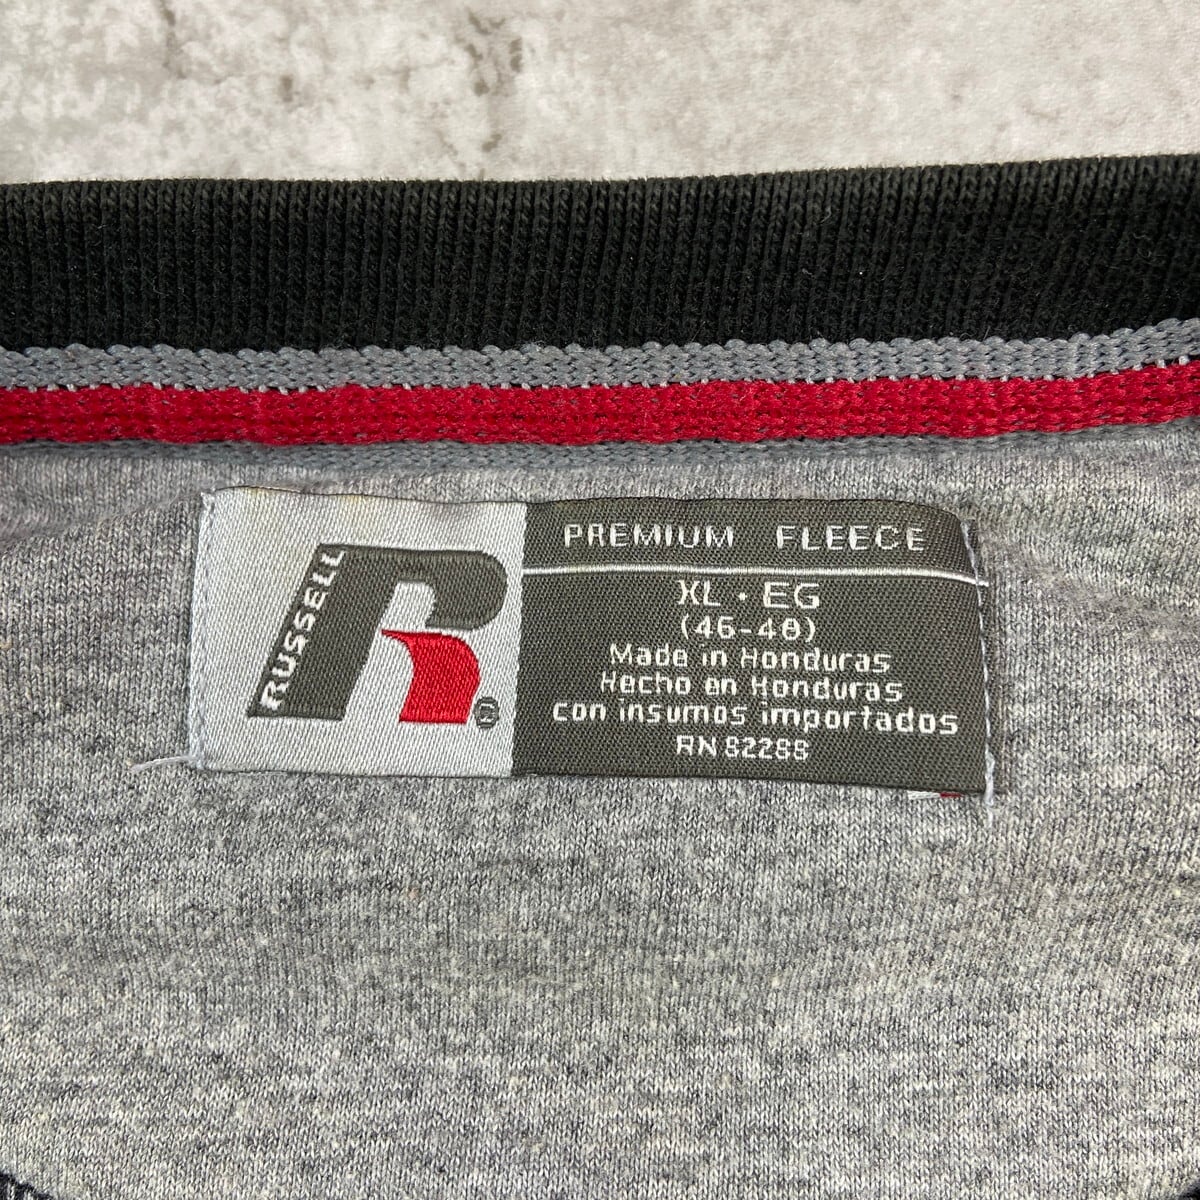 RUSSELL
R
®
PREMIUM FLEECE
XL • EG
(46-48)
Made in Honduras
Hecho en Honduras
con insumos importados
RN 82288